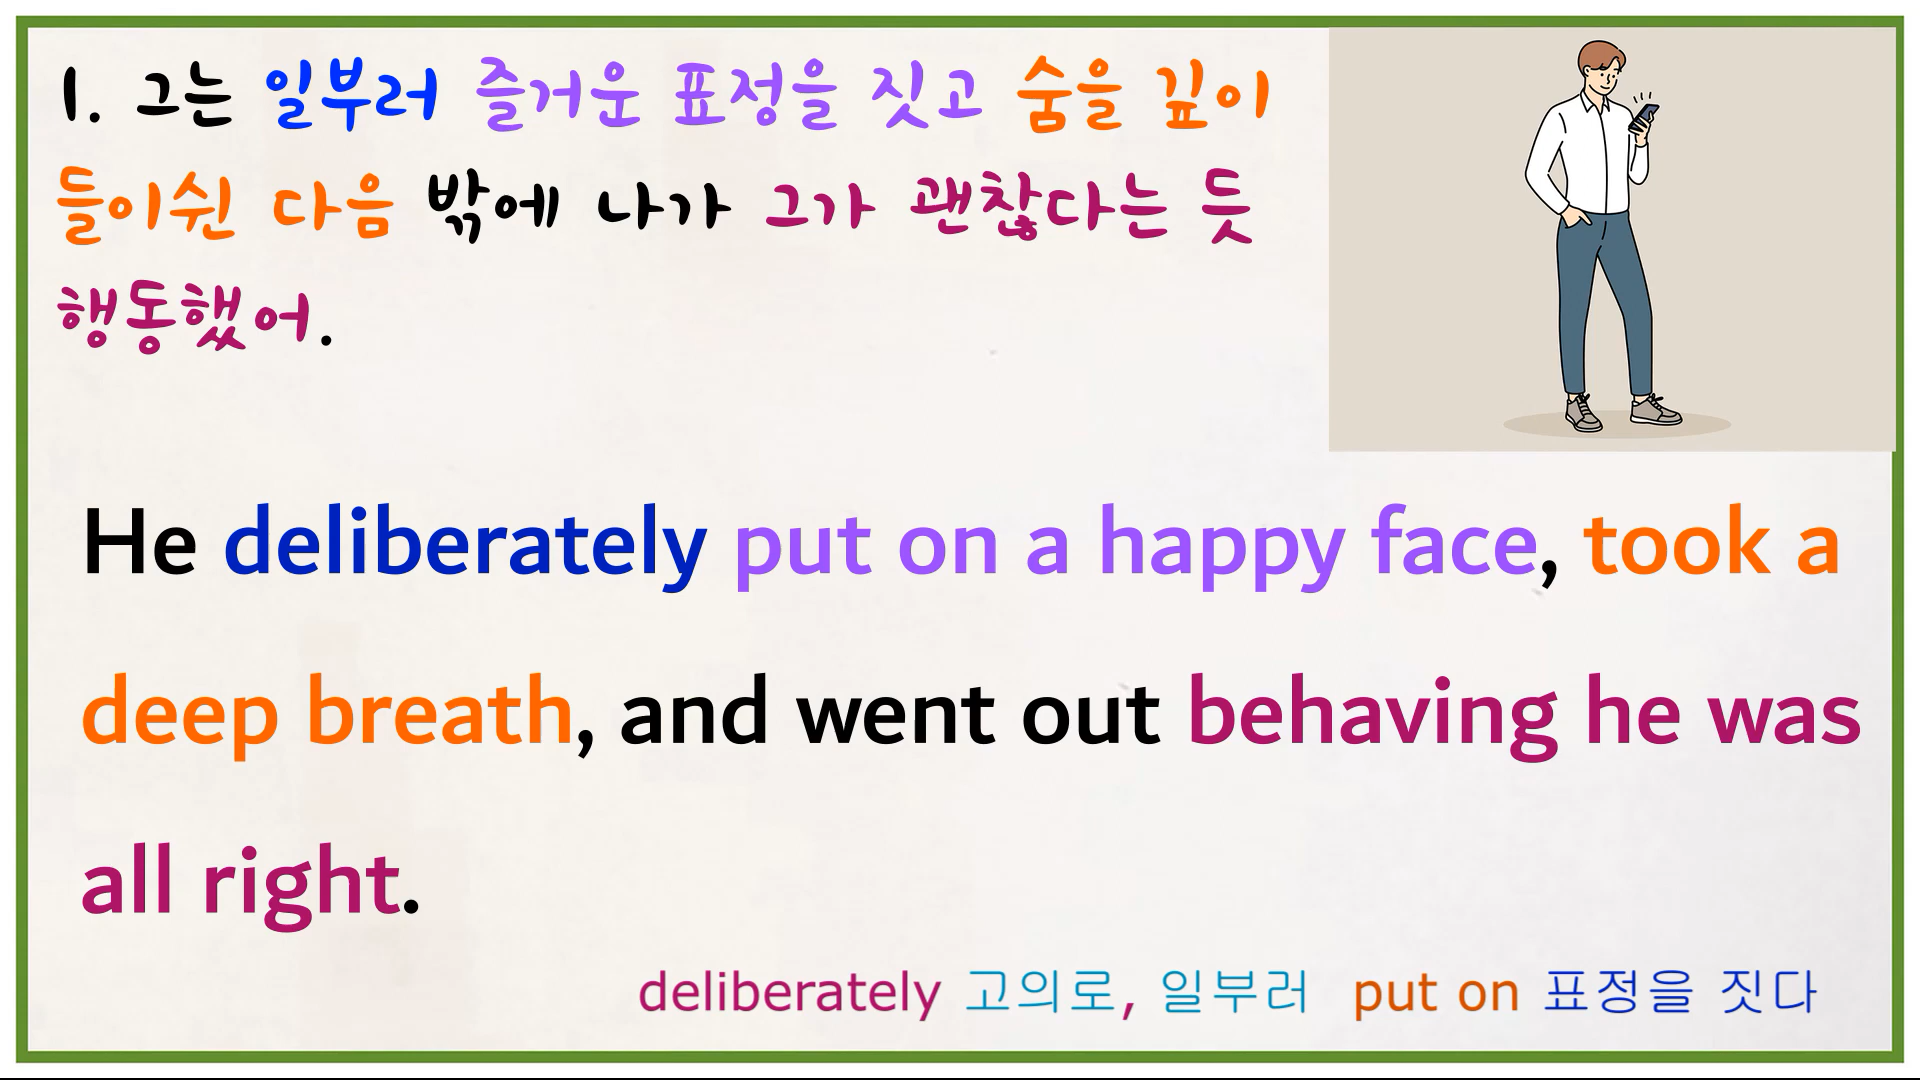 1. 그는 일부러 즐거운 표정을 짓고 숨을 깊이
들이쉰 다음 밖에 나가 그가 괜찮다는 듯
행동했어.
He deliberately put on a happy face, took a
deep breath, and went out behaving he was
all right.
deliberately 고의로, 일부러 put on 표정을 짓다